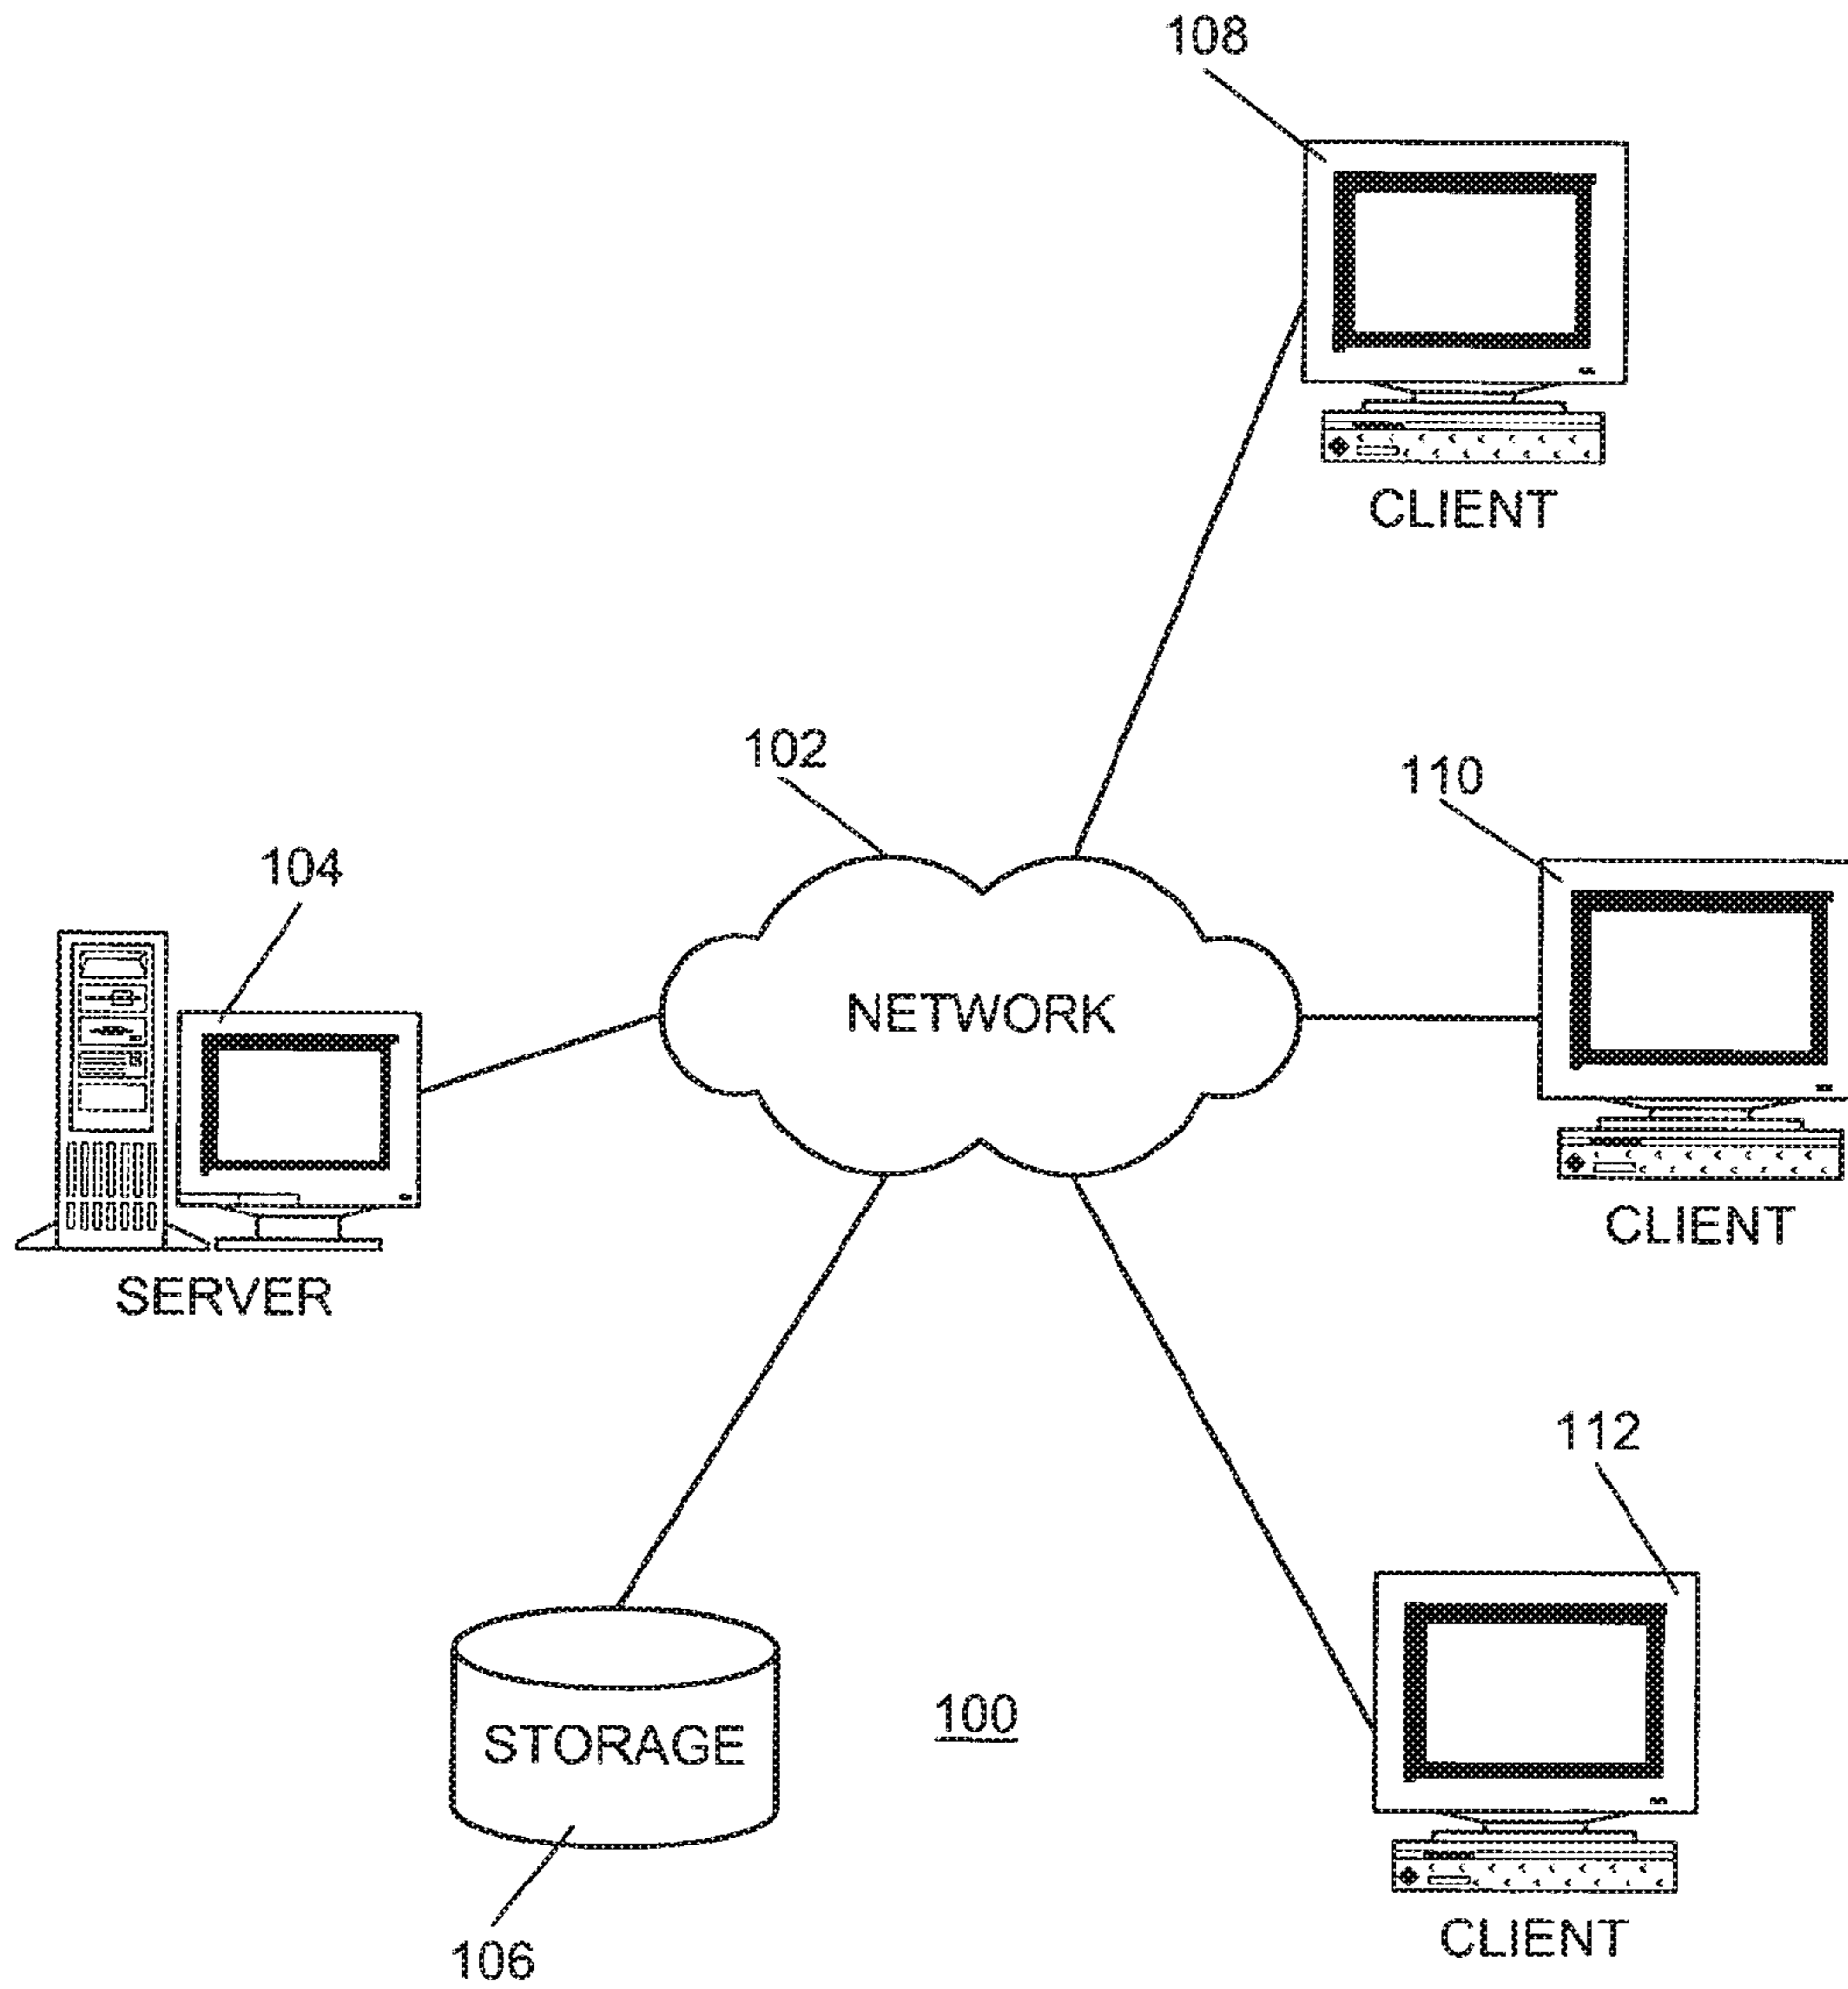 108
CLIENT
102
110
104
NETWORK
CLIENT
SERVER
112
100
STORAGE
106
CLIENT